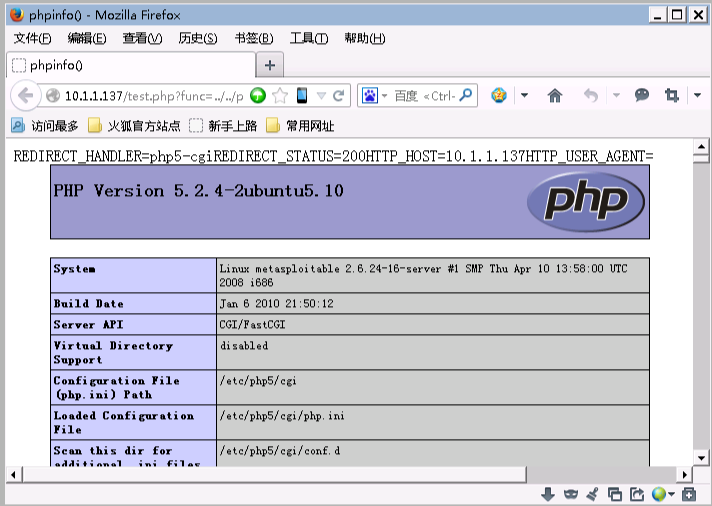 phpinfo() - Mozilla Firefox
文件(F) 编辑(E) 查看(V) 历史(S) 书签(B) 工具(T) 帮助(H)
phpinfo()
10.1.1.137/test.php?func=../../p 百度 <Ctrl-
访问最多 火狐官方站点 新手上路 常用网址
REDIRECT_HANDLER=php5-cgiREDIRECT_STATUS=200HTTP_HOST=10.1.1.137HTTP_USER_AGENT=
PHP Version 5.2.4-2ubuntu5.10
php
System Linux metasploitable 2.6.24-16-server #1 SMP Thu Apr 10 13:58:00 UTC
2008 i686
Build Date Jan 6 2010 21:50:12
Server API CGI/FastCGI
Virtual Directory disabled
Support
Configuration File /etc/php5/cgi
(php.ini) Path
Loaded Configuration /etc/php5/cgi/php.ini
File
Scan this dir for /etc/php5/cgi/conf.d
additional .ini files